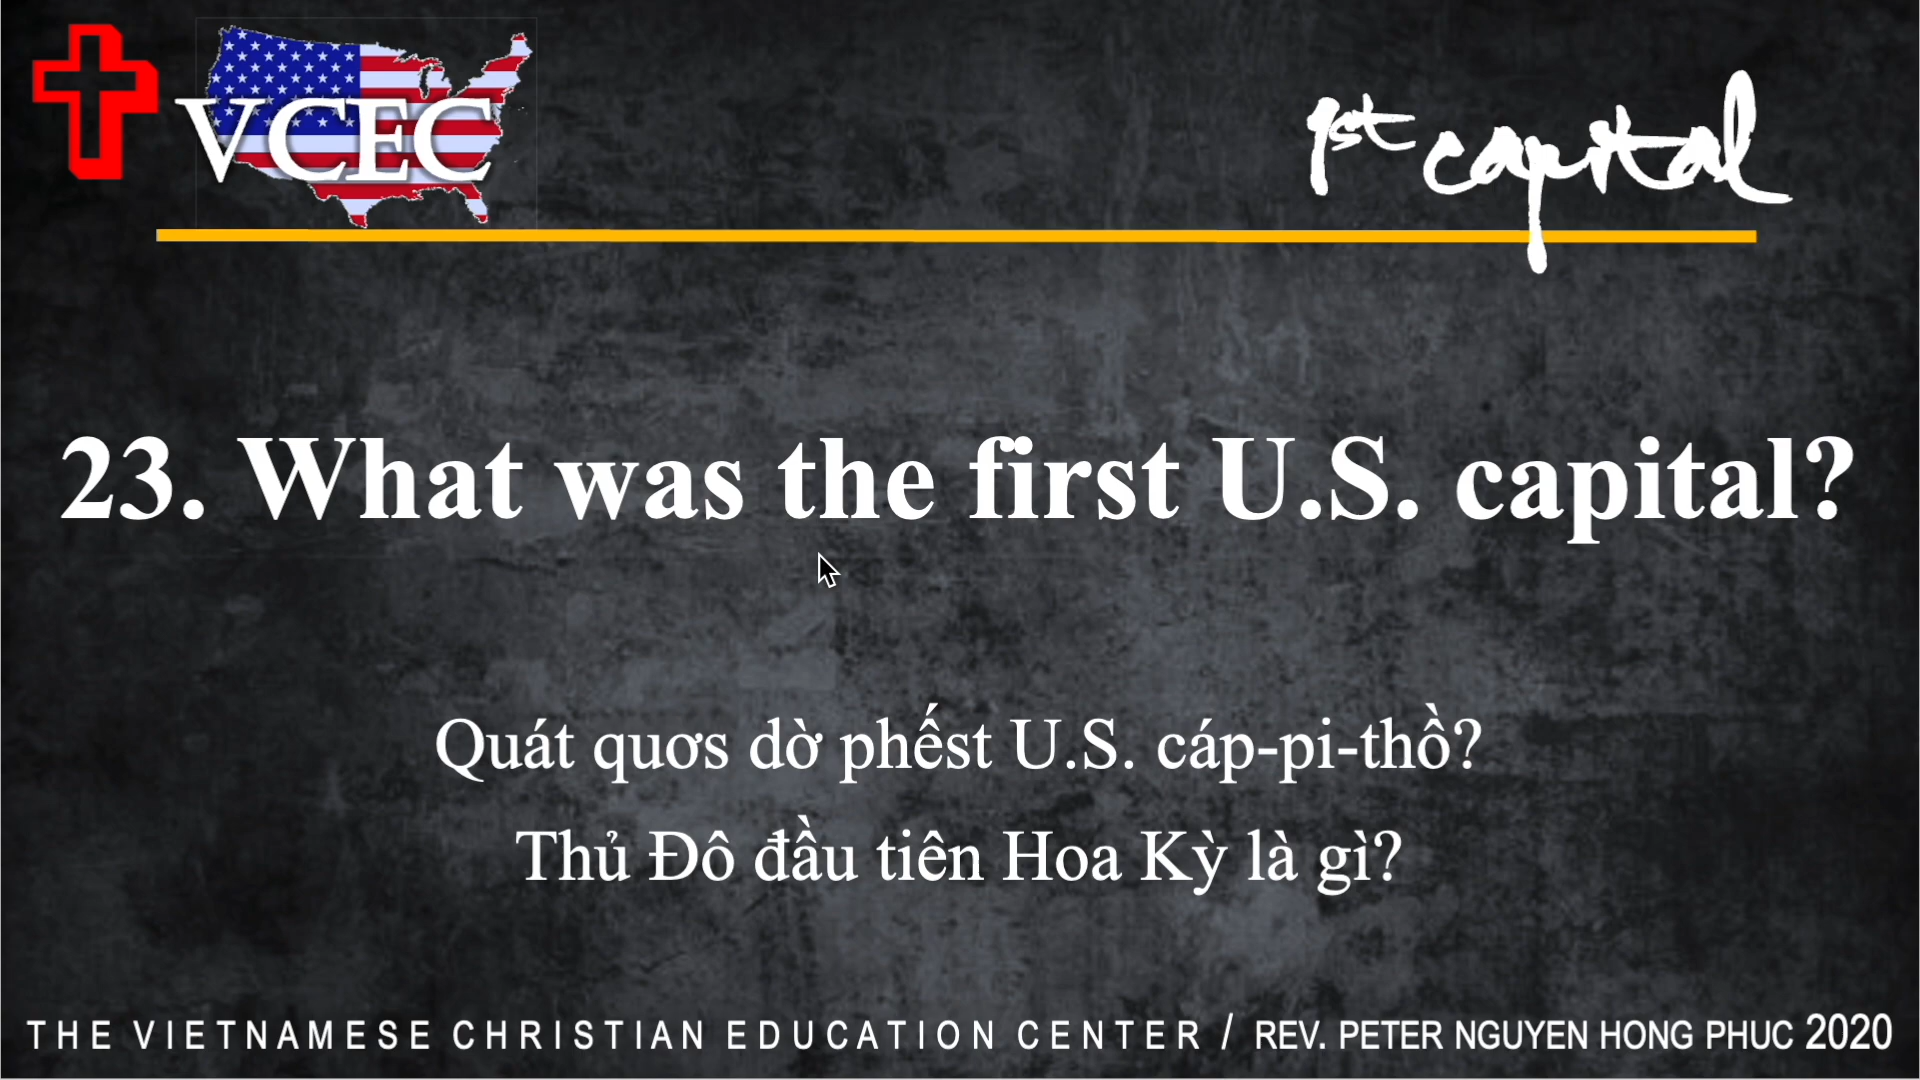 VCEC
1st capital
23. What was the first U.S. capital?
Quát quơs dờ phếst U.S. cáp-pi-thồ?
Thủ Đô đầu tiên Hoa Kỳ là gì?
THE VIETNAMESE CHRISTIAN EDUCATION CENTER / REV. PETER NGUYEN HONG PHUC 2020